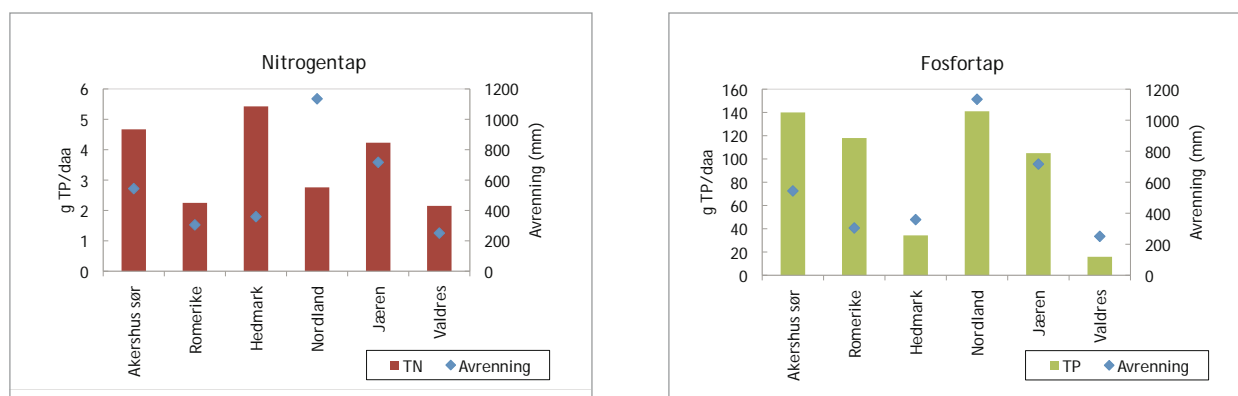 Nitrogentap
g TP/daa
6
5
4
3
2
1
0
1200
1000
800
600
400
200
0
Avrenning (mm)
Akershus sør
Romerike
Hedmark
Nordland
Jæren
Valdres
TN Avrenning
Fosfortap
g TP/daa
160
140
120
100
80
60
40
20
0
1200
1000
800
600
400
200
0
Avrenning (mm)
Akershus sør
Romerike
Hedmark
Nordland
Jæren
Valdres
TP Avrenning